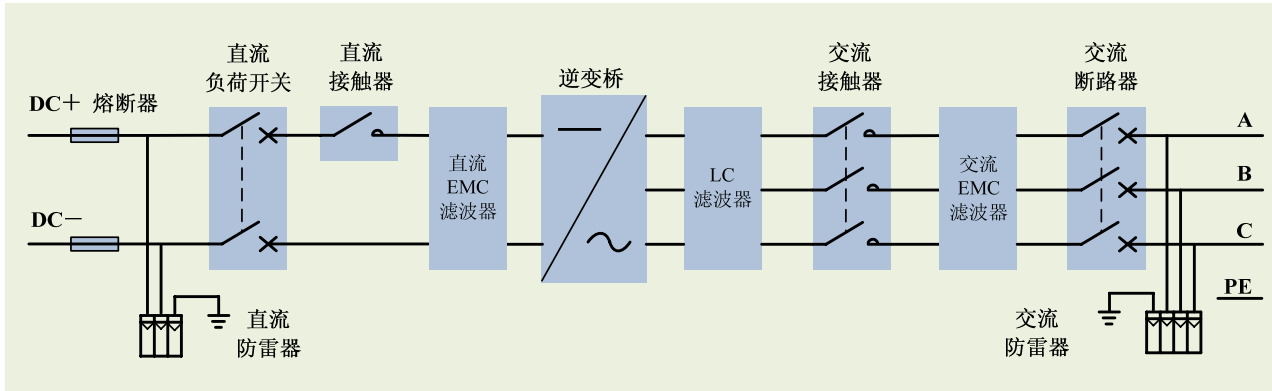 直流
负荷开关
直流
接触器
逆变桥
交流
接触器
交流
断路器
DC＋ 熔断器
A
直流
EMC
滤波器
LC
滤波器
交流
EMC
滤波器
B
DC－
C
PE
直流
防雷器
交流
防雷器